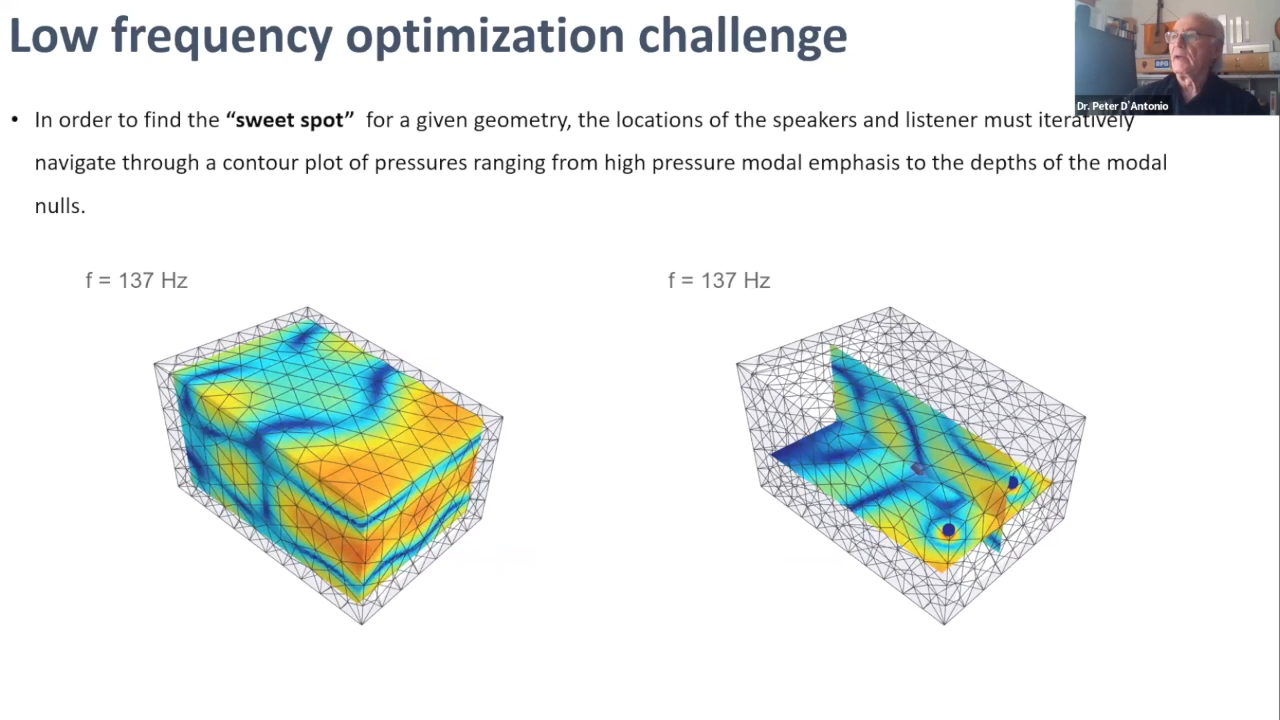 Low frequency optimization challenge
Dr. Peter D'Antonio
• In order to find the “sweet spot” for a given geometry, the locations of the speakers and listener must iteratively
navigate through a contour plot of pressures ranging from high pressure modal emphasis to the depths of the modal
nulls.
f = 137 Hz
f = 137 Hz